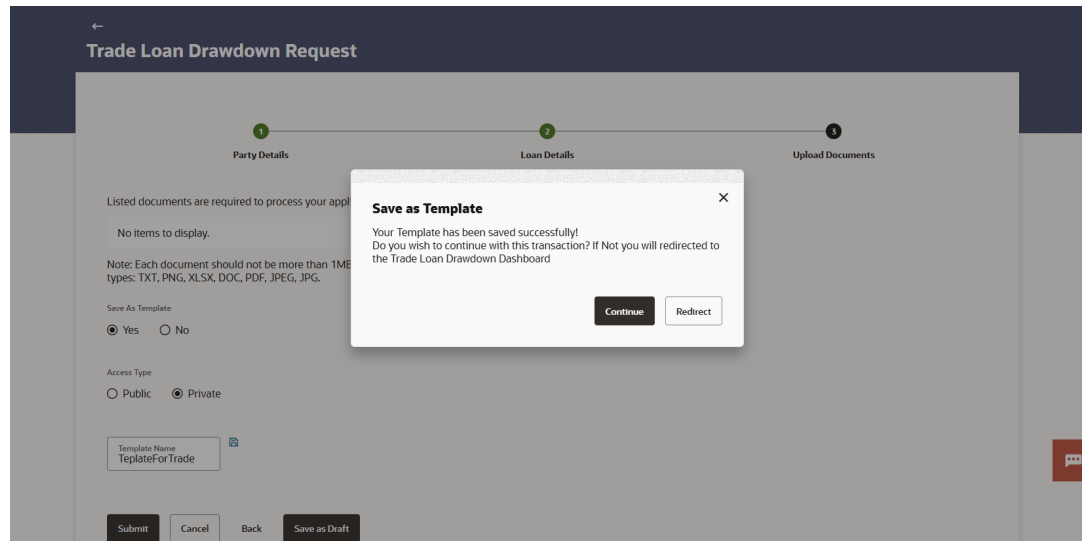 ←
Trade Loan Drawdown Request
1
2
3
Party Details
Loan Details
Upload Documents
Listed documents are required to process your appl
No items to display.
Note: Each document should not be more than 1ME
types: TXT, PNG, XLSX, DOC, PDF, JPEG, JPG.
Save As Template
Yes
No
Access Type
Public
Private
Template Name
TeplateForTrade
Submit
Cancel
Back
Save as Draft
Save as Template
Your Template has been saved successfully!
Do you wish to continue with this transaction? If Not you will redirected to
the Trade Loan Drawdown Dashboard
Continue
Redirect